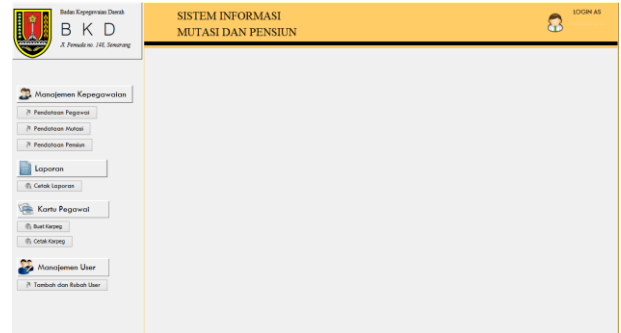 Badan Kepegawaian Daerah
B K D
Jl. Pemuda no. 148, Semarang
SISTEM INFORMASI
MUTASI DAN PENSIUN
LOGIN AS
Manajemen Kepegawaian
Pendataan Pegawai
Pendataan Mutasi
Pendataan Pensiun
Laporan
Cetak Laporan
Kartu Pegawai
Buat Karpeg
Cetak Karpeg
Manajemen User
Tambah dan Rubah User